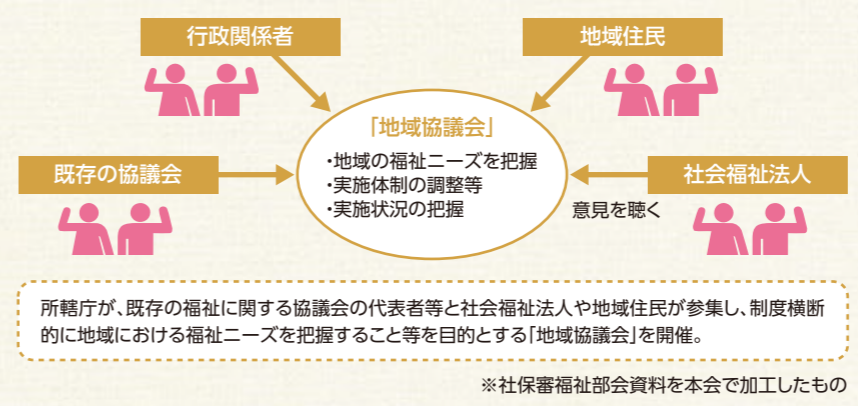 行政関係者
地域住民
「地域協議会」
・地域の福祉ニーズを把握
・実施体制の調整等
・実施状況の把握
既存の協議会
社会福祉法人
意見を聴く
所轄庁が、既存の福祉に関する協議会の代表者等と社会福祉法人や地域住民が参集し、制度横断
的に地域における福祉ニーズを把握すること等を目的とする「地域協議会」を開催。
※社保審福祉部会資料を本会で加工したもの